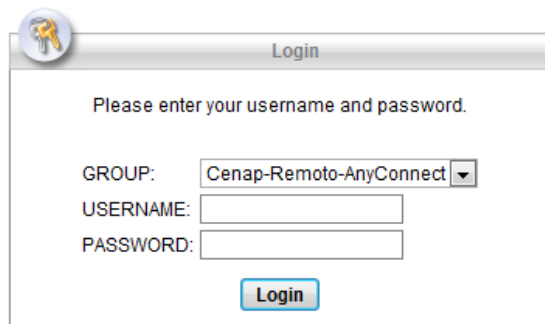 Login
Please enter your username and password.
GROUP: Cenap-Remoto-AnyConnect
USERNAME:
PASSWORD:
Login